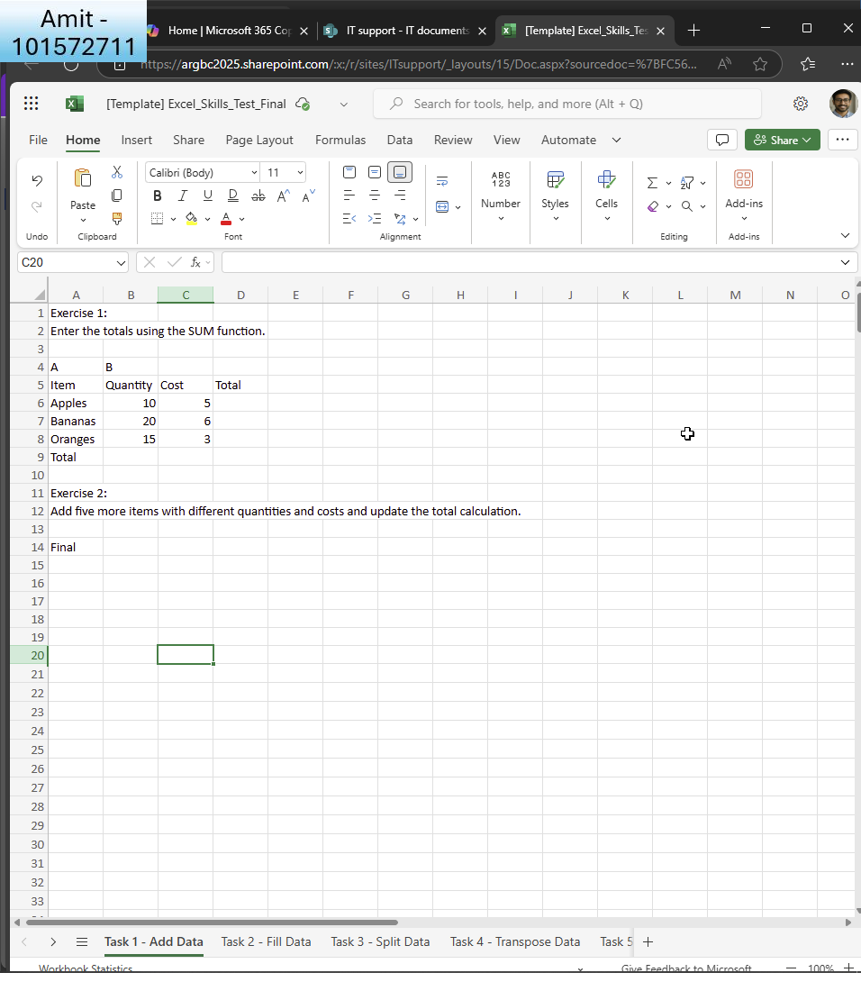 Amit -
101572711
Home | Microsoft 365 Cop
IT support - IT documents
[Template] Excel_Skills_Tes
https://argbc2025.sharepoint.com/:x:/r/sites/ITsupport/_layouts/15/Doc.aspx?sourcedoc=%7BFC56...
[Template] Excel_Skills_Test_Final
Search for tools, help, and more (Alt + Q)
File Home Insert Share Page Layout Formulas Data Review View Automate Share
Calibri (Body) 11
Paste
Number Styles Cells Add-ins
Undo Clipboard Font Alignment Editing Add-ins
C20
A B C D E F G H I J K L M N O
1 Exercise 1:
2 Enter the totals using the SUM function.
3
4 A B
5 Item Quantity Cost Total
6 Apples 10 5
7 Bananas 20 6
8 Oranges 15 3
9 Total
10
11 Exercise 2:
12 Add five more items with different quantities and costs and update the total calculation.
13
14 Final
15
16
17
18
19
20
21
22
23
24
25
26
27
28
29
30
31
32
33
Task 1 - Add Data Task 2 - Fill Data Task 3 - Split Data Task 4 - Transpose Data Task 5
Workbook Statistics Give Feedback to Microsoft 100%